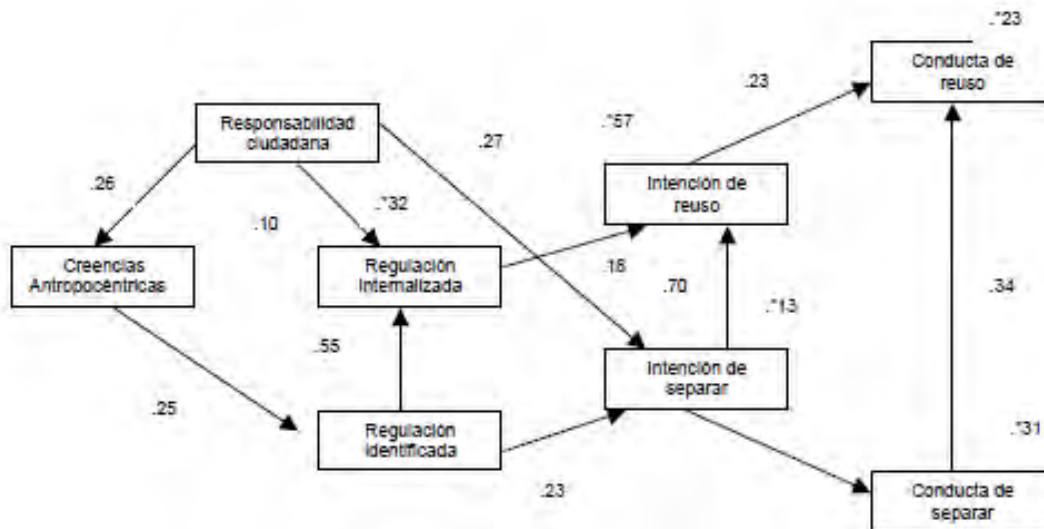 .*23
Conducta de
reuso
.23
Responsabilidad
ciudadana
.*57
.27
.26
Intención de
reuso
.*32
.10
Creencias
Antropocéntricas
Regulación
Internalizada
.18
.70
.34
.*13
.55
Intención de
separar
.25
Regulación
Identificada
.*31
.23
Conducta de
separar